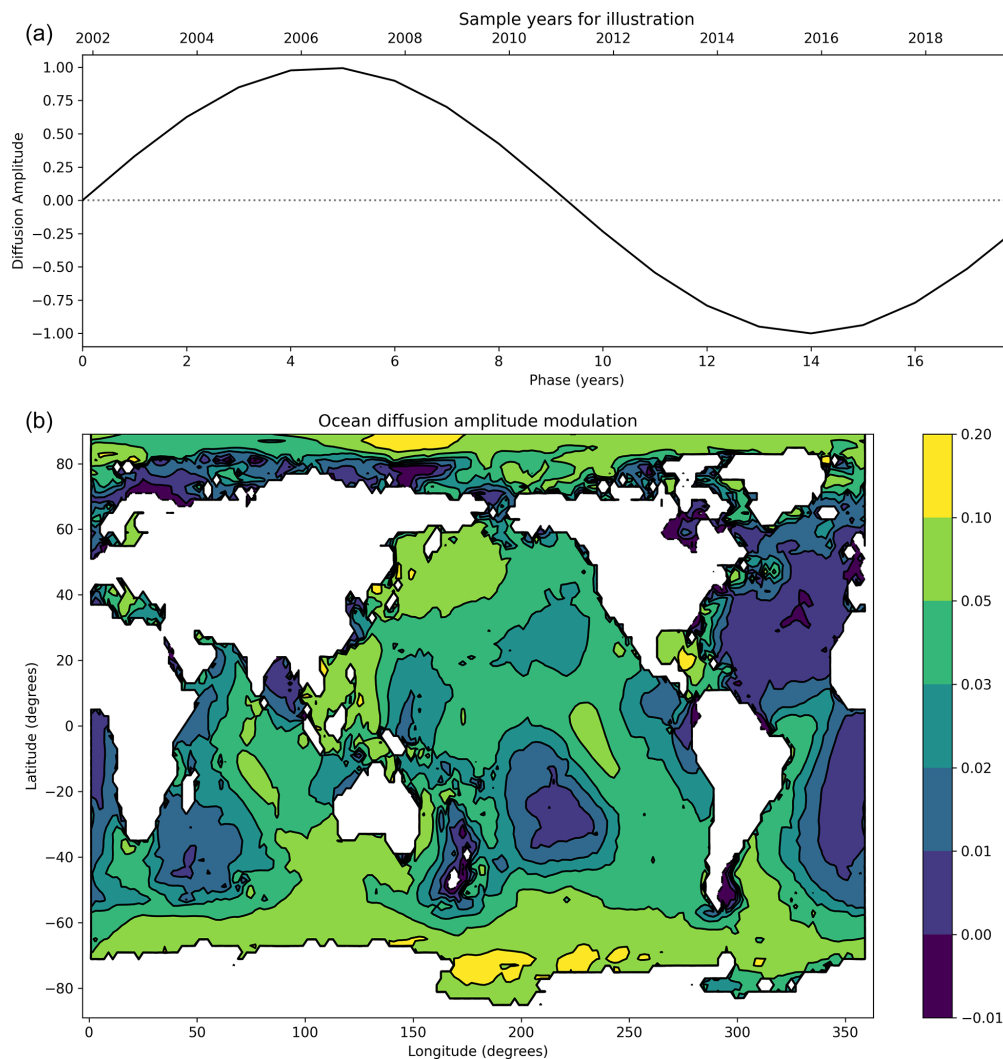 (a)
Sample years for illustration
2002 2004 2006 2008 2010 2012 2014 2016 2018
1.00
0.75
0.50
0.25
0.00
−0.25
−0.50
−0.75
−1.00
Diffusion Amplitude
0 2 4 6 8 10 12 14 16
Phase (years)
(b)
Ocean diffusion amplitude modulation
80
60
40
20
0
−20
−40
−60
−80
Latitude (degrees)
0 50 100 150 200 250 300 350
Longitude (degrees)
0.20
0.10
0.05
0.03
0.02
0.01
0.00
−0.01